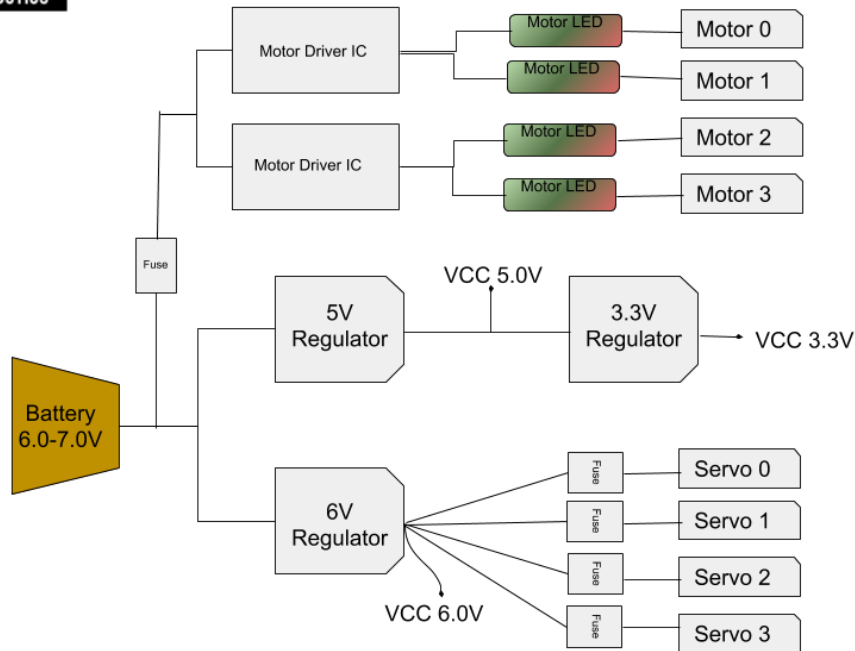 Motor Driver IC
Motor LED
Motor 0
Motor LED
Motor 1
Motor Driver IC
Motor LED
Motor 2
Motor LED
Motor 3
Fuse
VCC 5.0V
5V
Regulator
3.3V
Regulator
VCC 3.3V
Battery
6.0-7.0V
6V
Regulator
VCC 6.0V
Fuse
Servo 0
Fuse
Servo 1
Fuse
Servo 2
Fuse
Servo 3